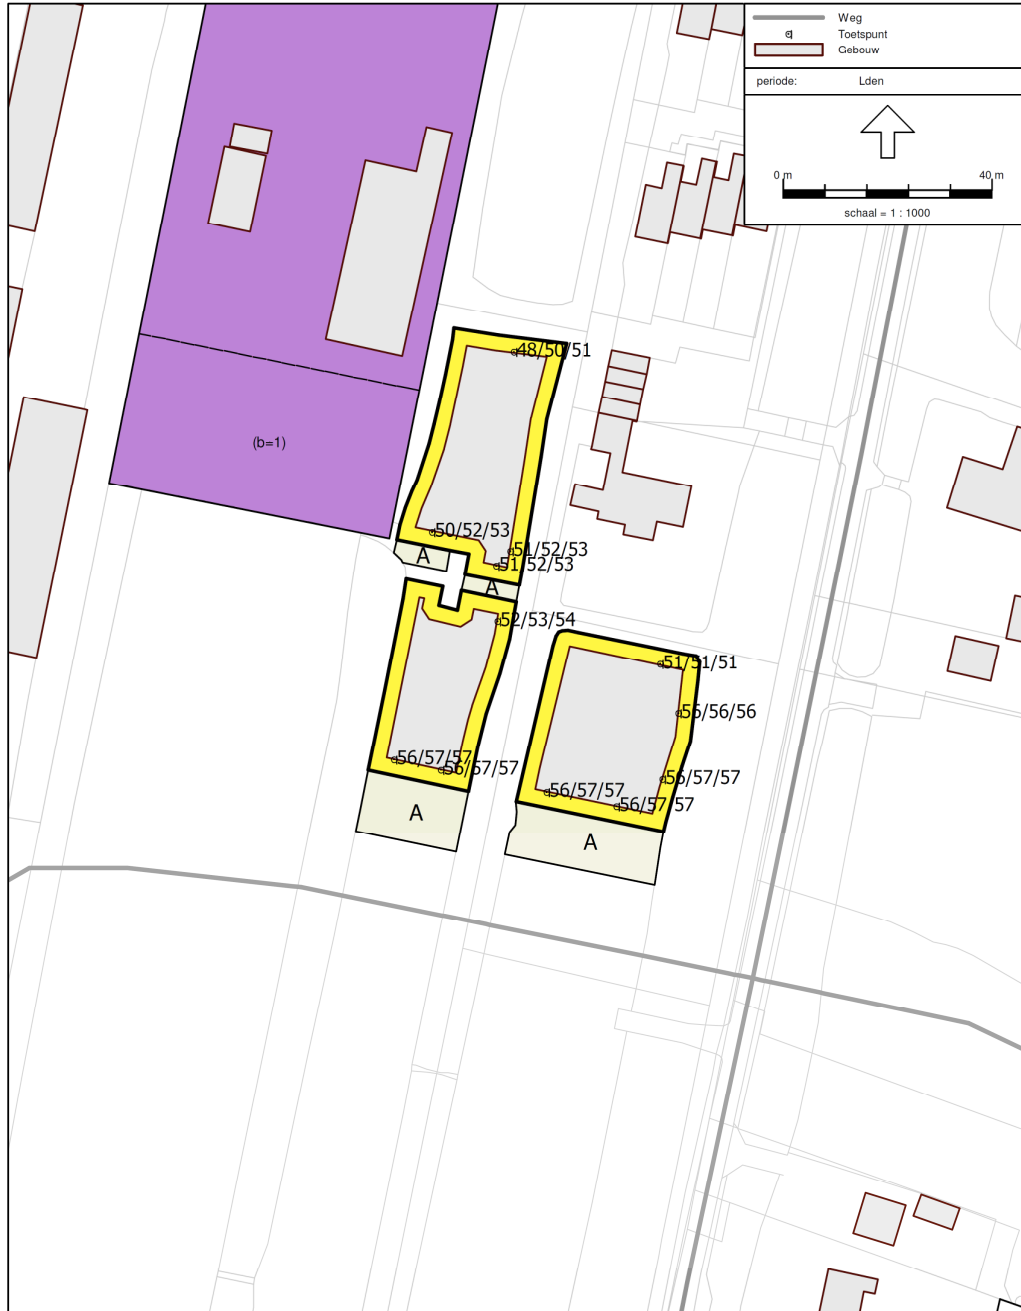 Weg
Toetspunt
Gebouw
periode: Lden
0 m 40 m
schaal = 1 : 1000
48/50/51
(b=1)
50/52/53
51/52/53
51/52/53
A
A
52/53/54
51/51/51
55/56/56
56/57/57
56/57/57
56/57/57
56/57/57
56/57/57
A
A